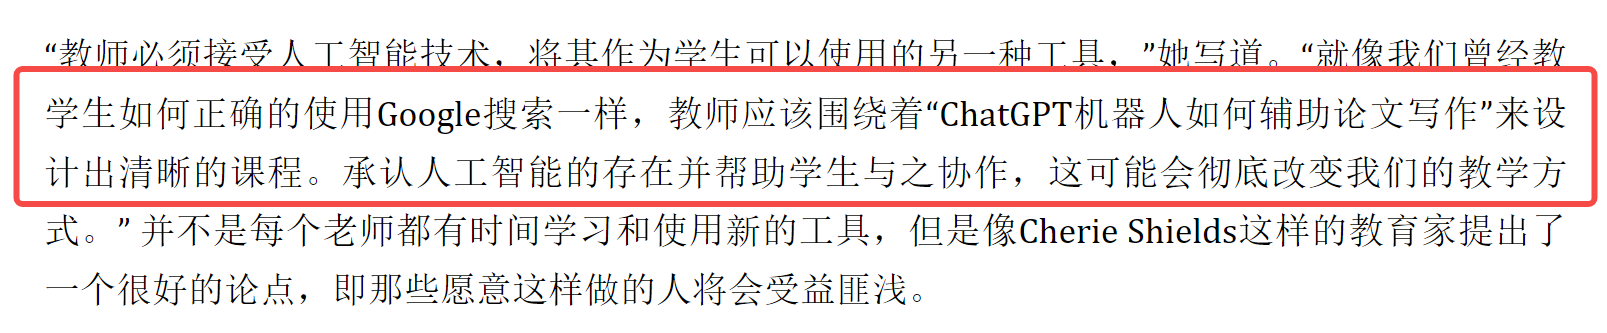 “教师必须接受人工智能技术，将其作为学生可以使用的另一种工具，”她写道。“就像我们曾经教
学生如何正确的使用Google搜索一样，教师应该围绕着“ChatGPT机器人如何辅助论文写作”来设
计出清晰的课程。承认人工智能的存在并帮助学生与之协作，这可能会彻底改变我们的教学方
式。” 并不是每个老师都有时间学习和使用新的工具，但是像Cherie Shields这样的教育家提出了
一个很好的论点，即那些愿意这样做的人将会受益匪浅。